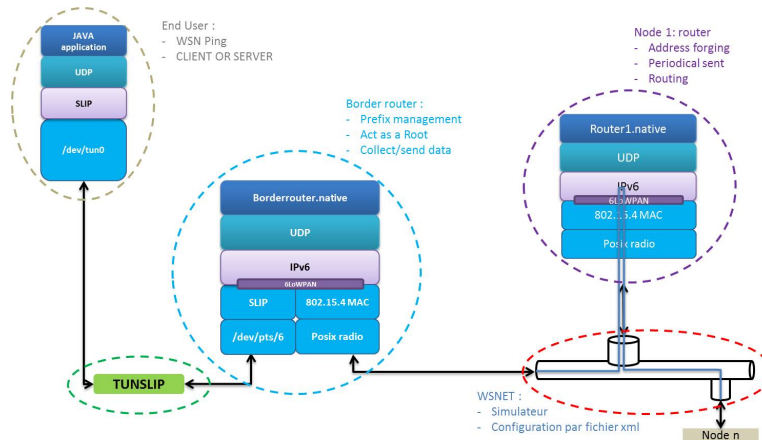 End User :
- WSN Ping
- CLIENT OR SERVER
JAVA
application
UDP
SLIP
/dev/tun0
Border router :
- Prefix management
- Act as a Root
- Collect/send data
Borderrouter.native
UDP
IPv6
6LoWPAN
SLIP
802.15.4 MAC
/dev/pts/6
Posix radio
TUNSLIP
Node 1: router
- Address forging
- Periodical sent
- Routing
Router1.native
UDP
IPv6
6LoWPAN
802.15.4 MAC
Posix radio
WSNET :
- Simulateur
- Configuration par fichier xml
Node n